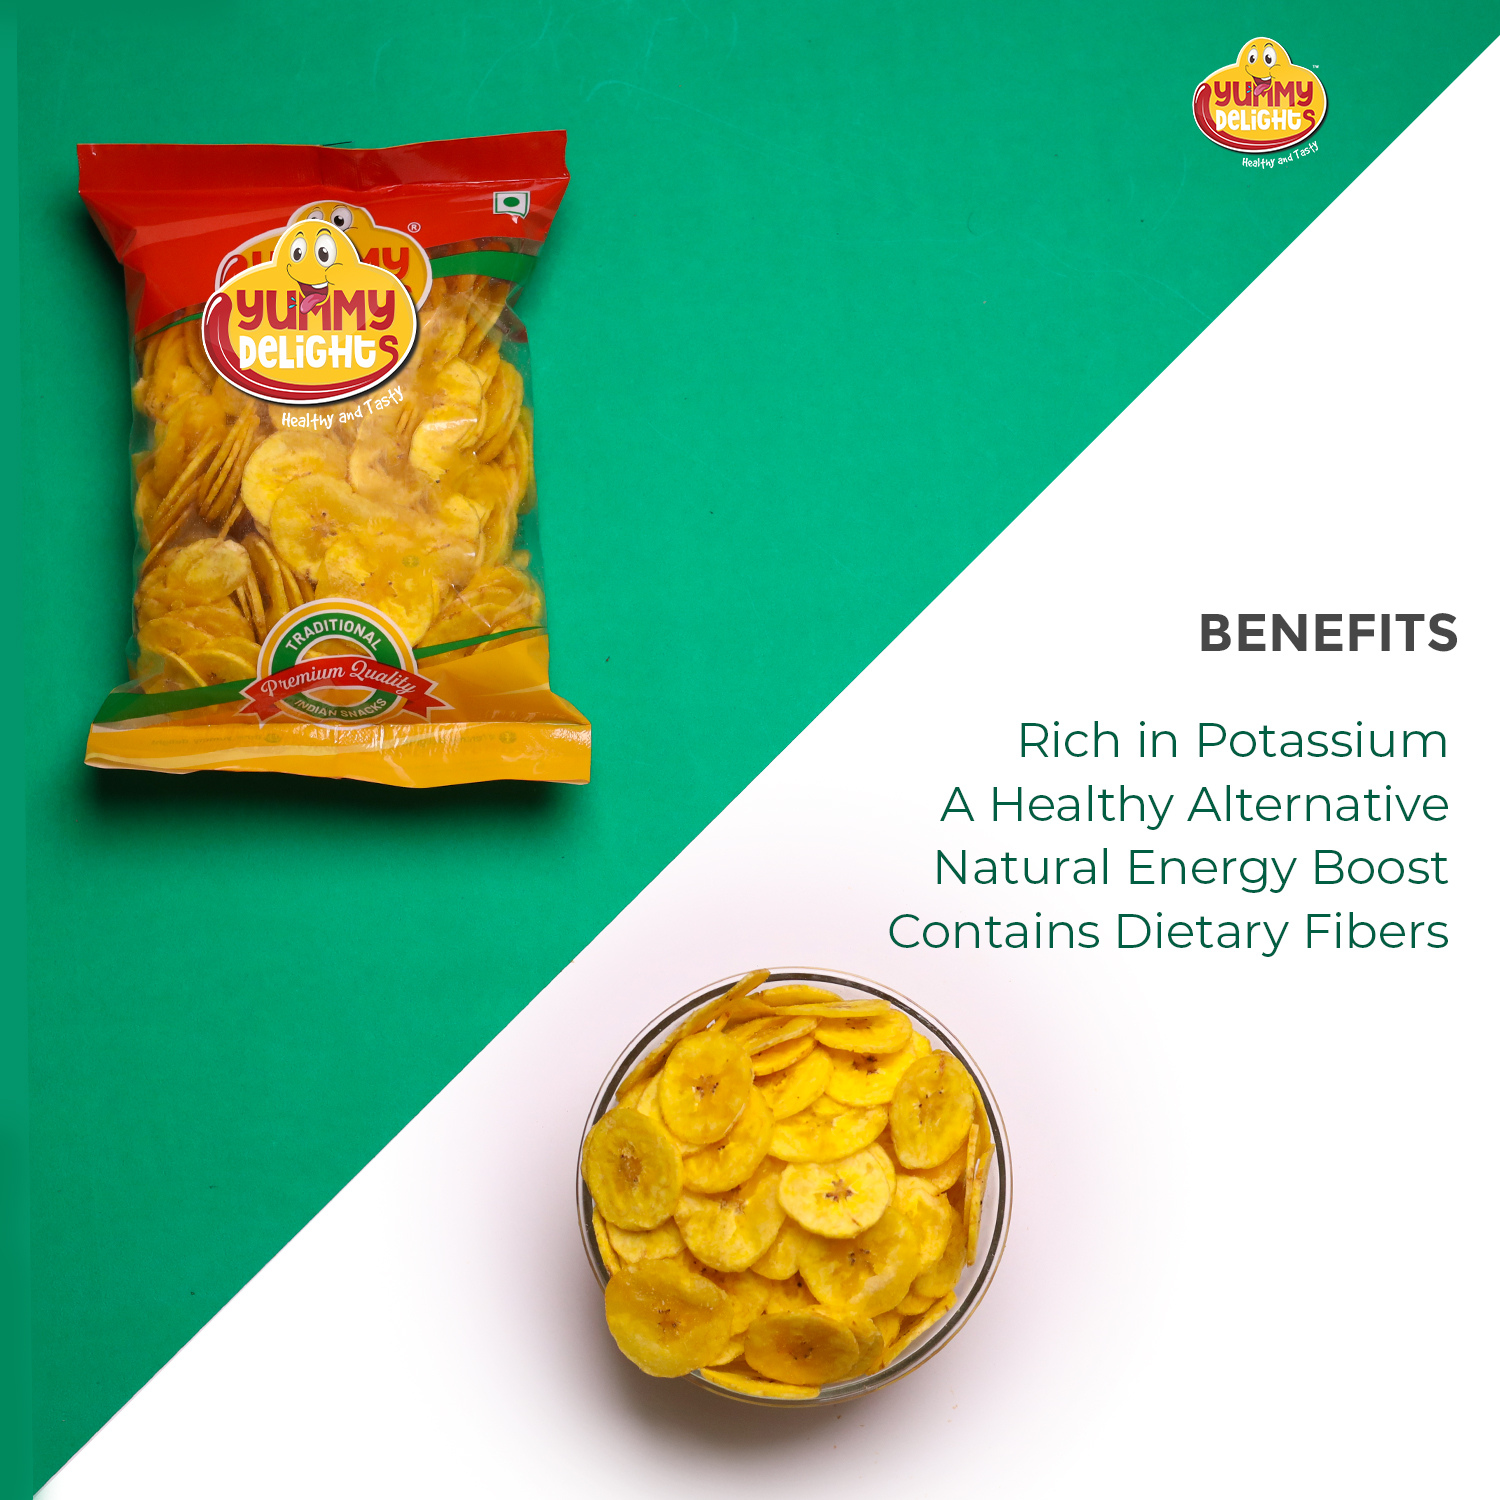 YUMMY
DELiGHtS
™
Healthy and Tasty
®
YUMMY
DELiGHtS
Healthy and Tasty
TRADITIONAL
Premium Quality
INDIAN SNACKS
BENEFITS
Rich in Potassium
A Healthy Alternative
Natural Energy Boost
Contains Dietary Fibers